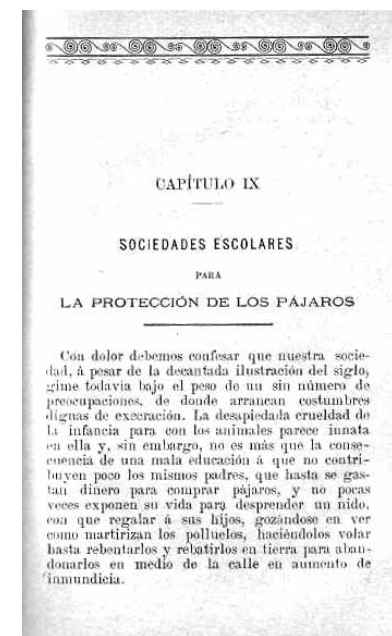 CAPÍTULO IX
SOCIEDADES ESCOLARES
PARA
LA PROTECCIÓN DE LOS PÁJAROS
Con dolor debemos confesar que nuestra socie-
dad, á pesar de la decantada ilustración del siglo,
gime todavia bajo el peso de un sin número de
preocupaciones, de donde arrancan costumbres
dignas de execración. La desapiedada crueldad de
la infancia para con los animales parece innata
en ella y, sin embargo, no es más que la conse-
cuencia de una mala educación á que no contri-
buyen poco los mismos padres, que hasta se gas-
tan dinero para comprar pájaros, y no pocas
veces exponen su vida para desprender un nido,
con que regalar á sus hijos, gozándose en ver
como martirizan los polluelos, haciéndolos volar
hasta rebentarlos y rebatirlos en tierra para aban-
donarlos en medio de la calle en aumento de
inmundicia.